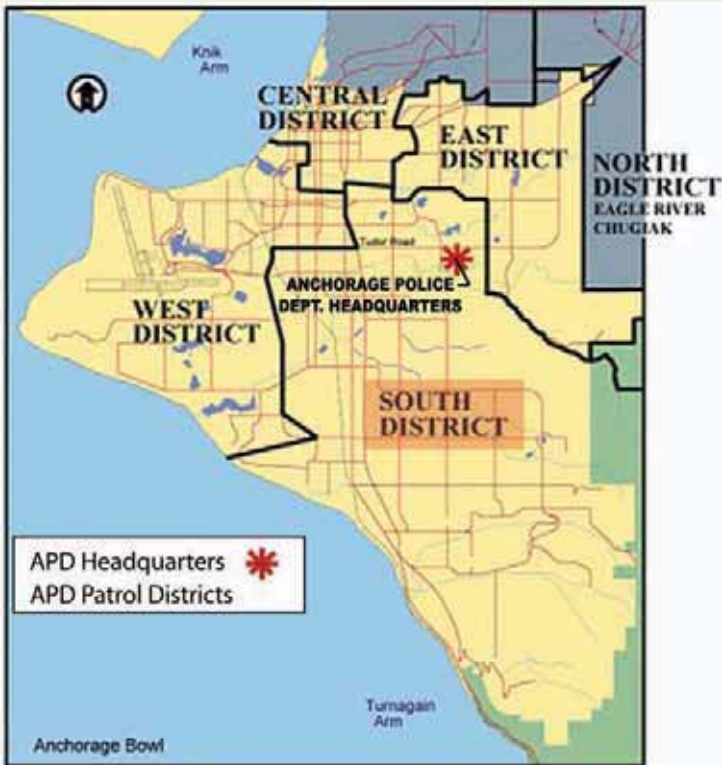 Knik
Arm
CENTRAL
DISTRICT
EAST
DISTRICT
NORTH
DISTRICT
EAGLE RIVER
CHUGIAK
Tudor Road
ANCHORAGE POLICE
DEPT. HEADQUARTERS
WEST
DISTRICT
SOUTH
DISTRICT
APD Headquarters
APD Patrol Districts
Turnagain
Arm
Anchorage Bowl